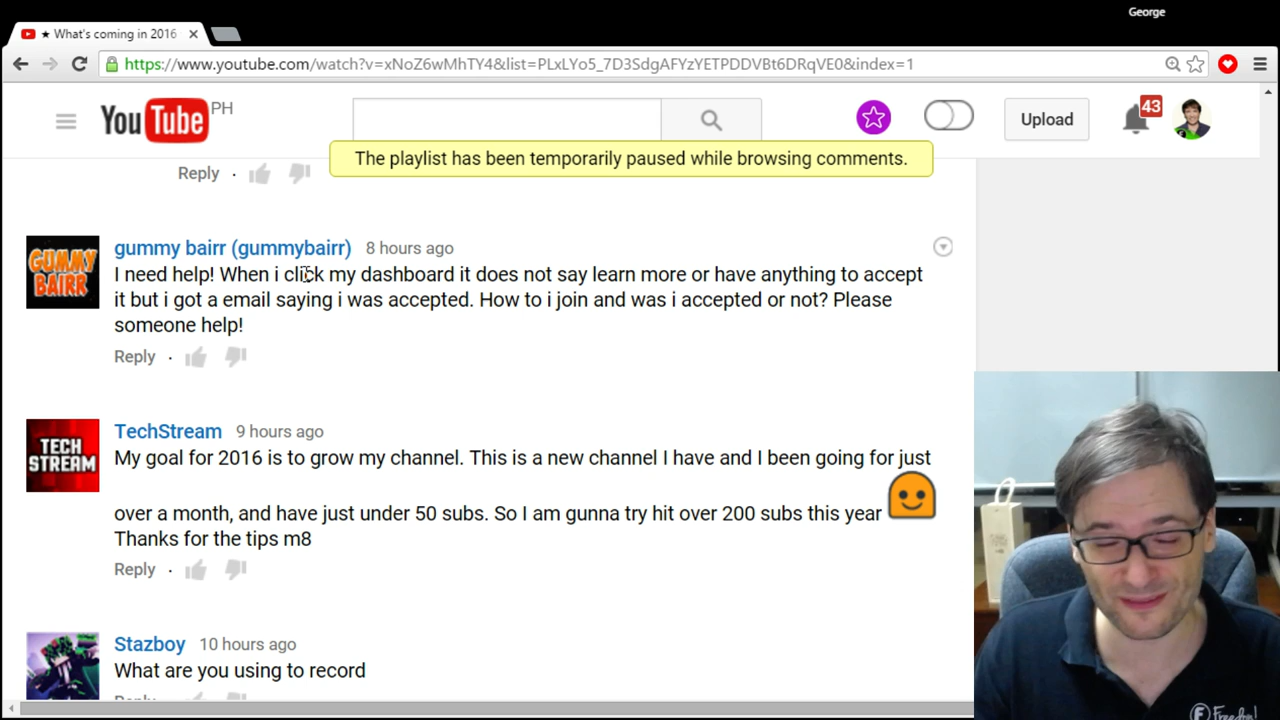 George
★ What's coming in 2016
https://www.youtube.com/watch?v=xNoZ6wMhTY4&list=PLxLYo5_7D3SdgAFYzYETPDDVBt6DRqVE0&index=1
YouTube PH
Upload
43
The playlist has been temporarily paused while browsing comments.
Reply
gummy bairr (gummybairr) 8 hours ago
GUMMY
BAIRR
I need help! When i click my dashboard it does not say learn more or have anything to accept
it but i got a email saying i was accepted. How to i join and was i accepted or not? Please
someone help!
Reply
TechStream 9 hours ago
TECH
STREAM
My goal for 2016 is to grow my channel. This is a new channel I have and I been going for just
over a month, and have just under 50 subs. So I am gunna try hit over 200 subs this year
Thanks for the tips m8
Reply
Stazboy 10 hours ago
What are you using to record
Reply
Freedom!